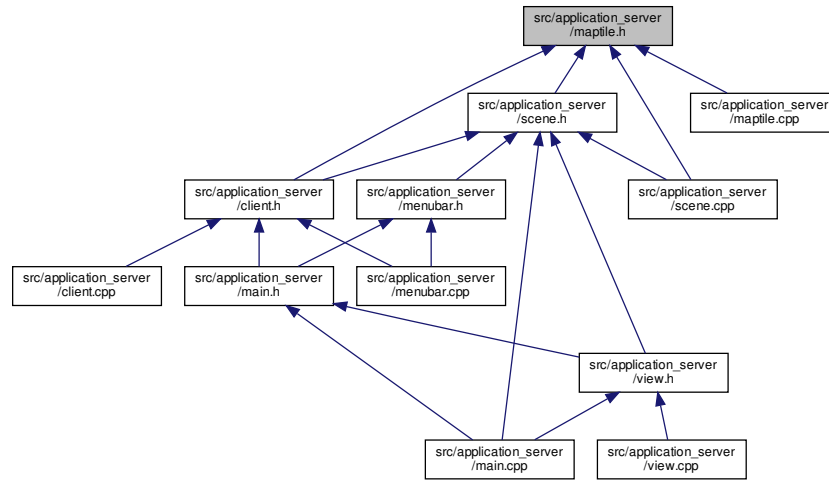 src/application_server
/maptile.h
src/application_server
/scene.h
src/application_server
/maptile.cpp
src/application_server
/client.h
src/application_server
/menubar.h
src/application_server
/scene.cpp
src/application_server
/client.cpp
src/application_server
/main.h
src/application_server
/menubar.cpp
src/application_server
/view.h
src/application_server
/main.cpp
src/application_server
/view.cpp